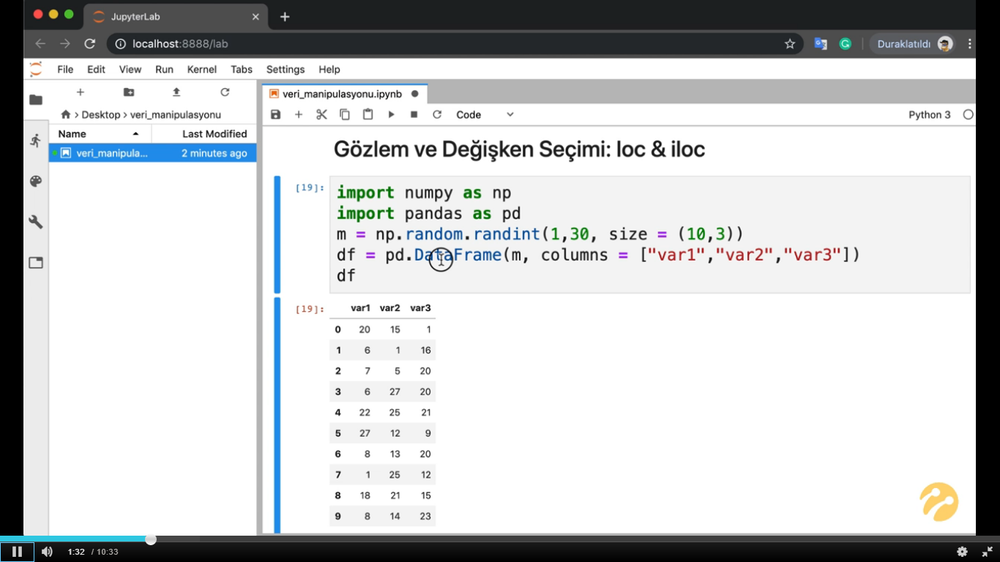 JupyterLab
localhost:8888/lab
Duraklatıldı
File Edit View Run Kernel Tabs Settings Help
veri_manipulasyonu.ipynb
Desktop > veri_manipulasyonu
Code
Python 3
Name Last Modified
veri_manipula... 2 minutes ago
Gözlem ve Değişken Seçimi: loc & iloc
[19]:
import numpy as np
import pandas as pd
m = np.random.randint(1,30, size = (10,3))
df = pd.DataFrame(m, columns = ["var1","var2","var3"])
df
[19]:
var1 var2 var3
0 20 15 1
1 6 1 16
2 7 5 20
3 6 27 20
4 22 25 21
5 27 12 9
6 8 13 20
7 1 25 12
8 18 21 15
9 8 14 23
1:32 / 10:33